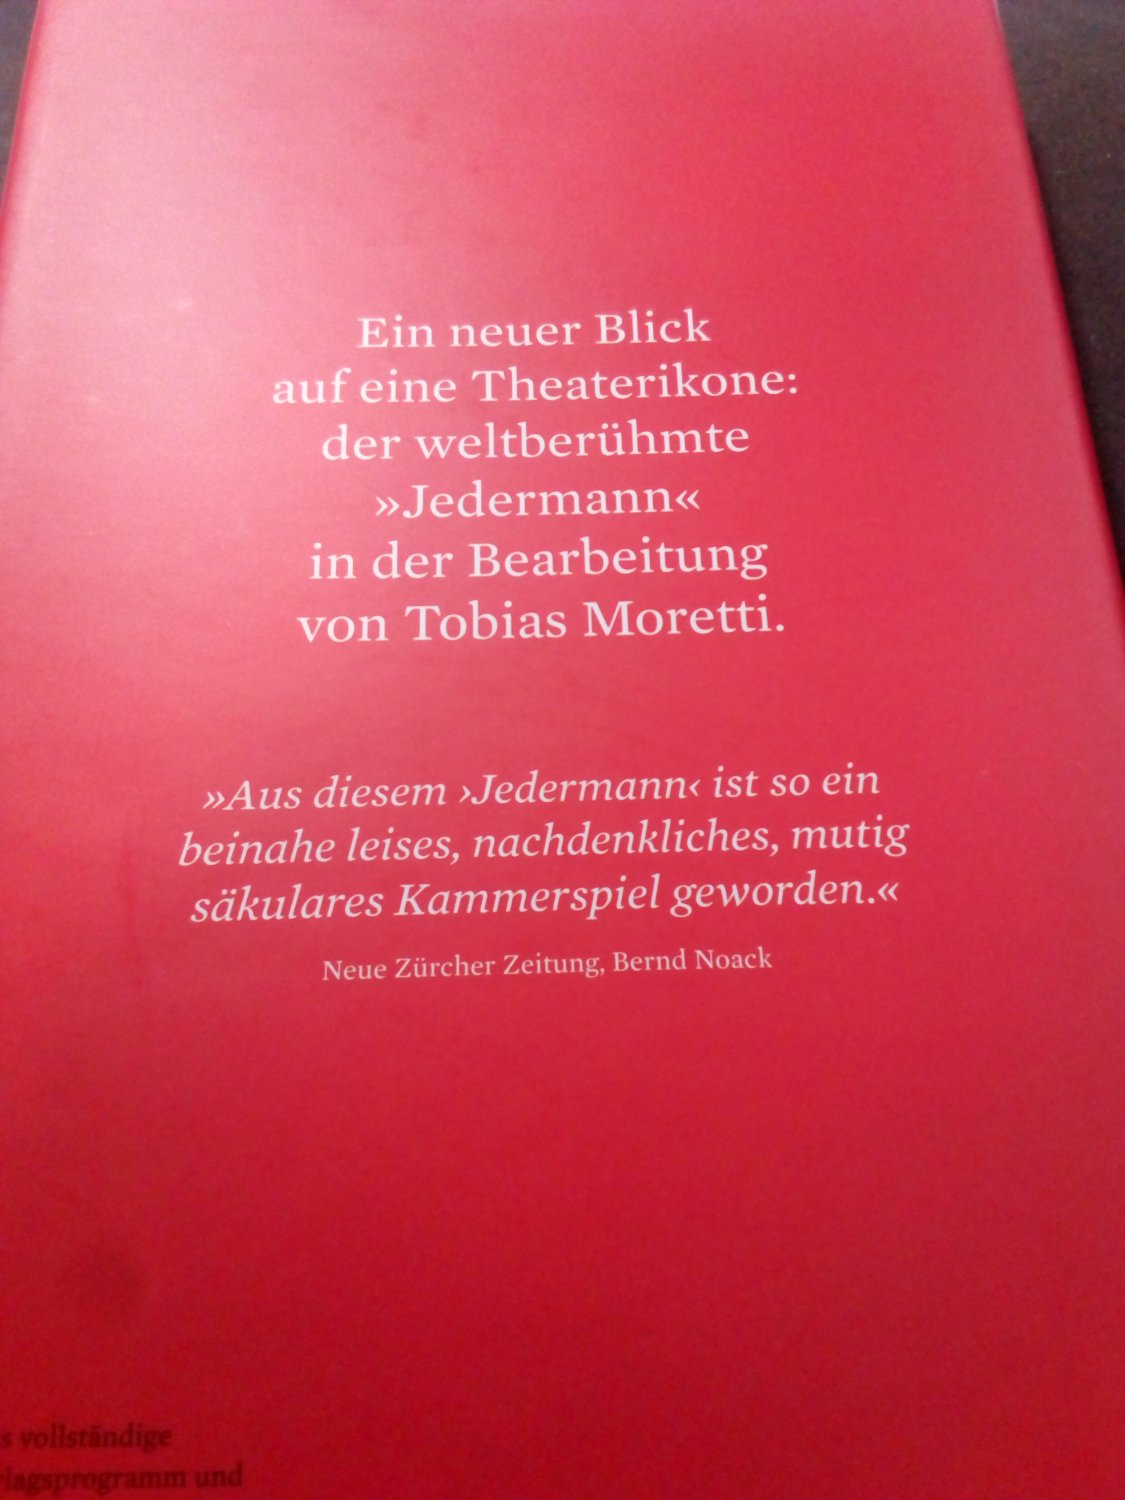 Ein neuer Blick
auf eine Theaterikone:
der weltberühmte
»Jedermann«
in der Bearbeitung
von Tobias Moretti.
»Aus diesem ›Jedermann‹ ist so ein
beinahe leises, nachdenkliches, mutig
säkulares Kammerspiel geworden.«
Neue Zürcher Zeitung, Bernd Noack
vollständige
und